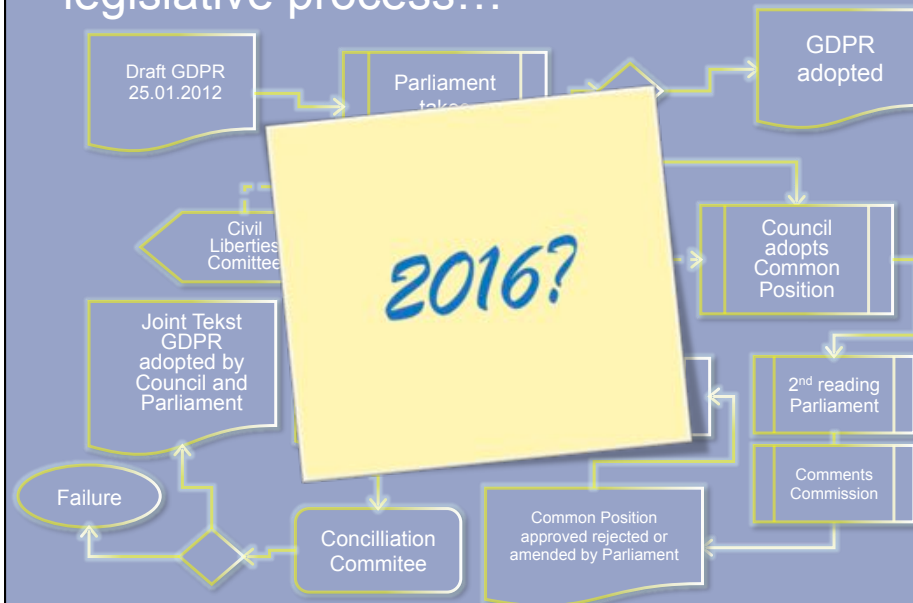 legislative process…
Draft GDPR
25.01.2012
Parliament
takes
GDPR
adopted
Civil
Liberties
Comittee
2016?
Council
adopts
Common
Position
Joint Tekst
GDPR
adopted by
Council and
Parliament
2nd reading
Parliament
Comments
Commission
Failure
Concilliation
Commitee
Common Position
approved rejected or
amended by Parliament